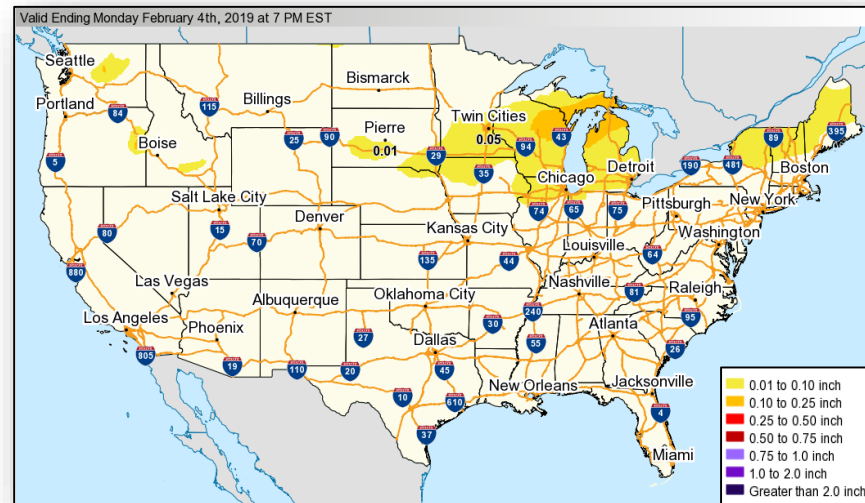 Valid Ending Monday February 4th, 2019 at 7 PM EST
Seattle
Bismarck
Portland
115
Billings
Twin Cities
84
90
Pierre
0.05
43
89
395
5
Boise
25
0.01
29
94
190
481
35
Detroit
Boston
Chicago
Salt Lake City
74
65
75
Pittsburgh
New York
80
15
Denver
Kansas City
Washington
70
Louisville
64
880
135
44
Las Vegas
Nashville
81
Raleigh
Albuquerque
Oklahoma City
Los Angeles
240
95
Phoenix
27
30
Atlanta
805
Dallas
55
26
19
110
20
45
Jacksonville
New Orleans
10
610
4
37
Miami
0.01 to 0.10 inch
0.10 to 0.25 inch
0.25 to 0.50 inch
0.50 to 0.75 inch
0.75 to 1.0 inch
1.0 to 2.0 inch
Greater than 2.0 inch